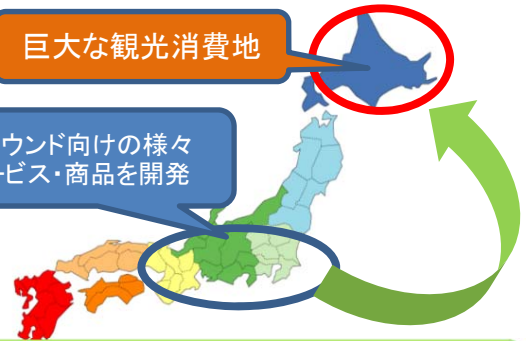 巨大な観光消費地
ウンド向けの様々
ービス・商品を開発